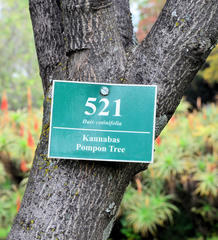 521
Dais cotinifolia
Kannabas
Pompon Tree